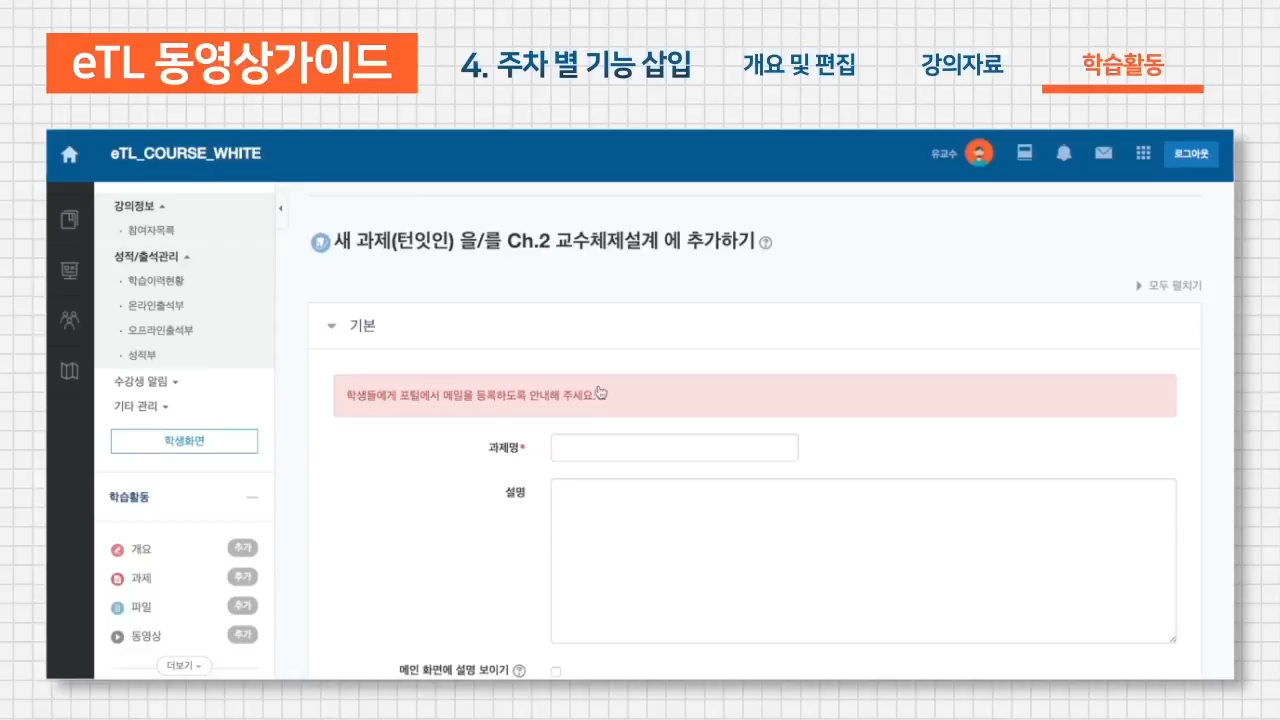 eTL 동영상가이드
4. 주차 별 기능 삽입
개요 및 편집
강의자료
학습활동
eTL_COURSE_WHITE
유교수
로그아웃
강의정보
참여자목록
성적/출석관리
학습이력현황
온라인출석부
오프라인출석부
성적부
수강생 알림
기타 관리
학생화면
학습활동
개요 추가
과제 추가
파일 추가
동영상 추가
더보기
새 과제(턴잇인) 을/를 Ch.2 교수체제설계 에 추가하기
모두 펼치기
기본
학생들에게 포털에서 메일을 등록하도록 안내해 주세요.
과제명*
설명
메인 화면에 설명 보이기